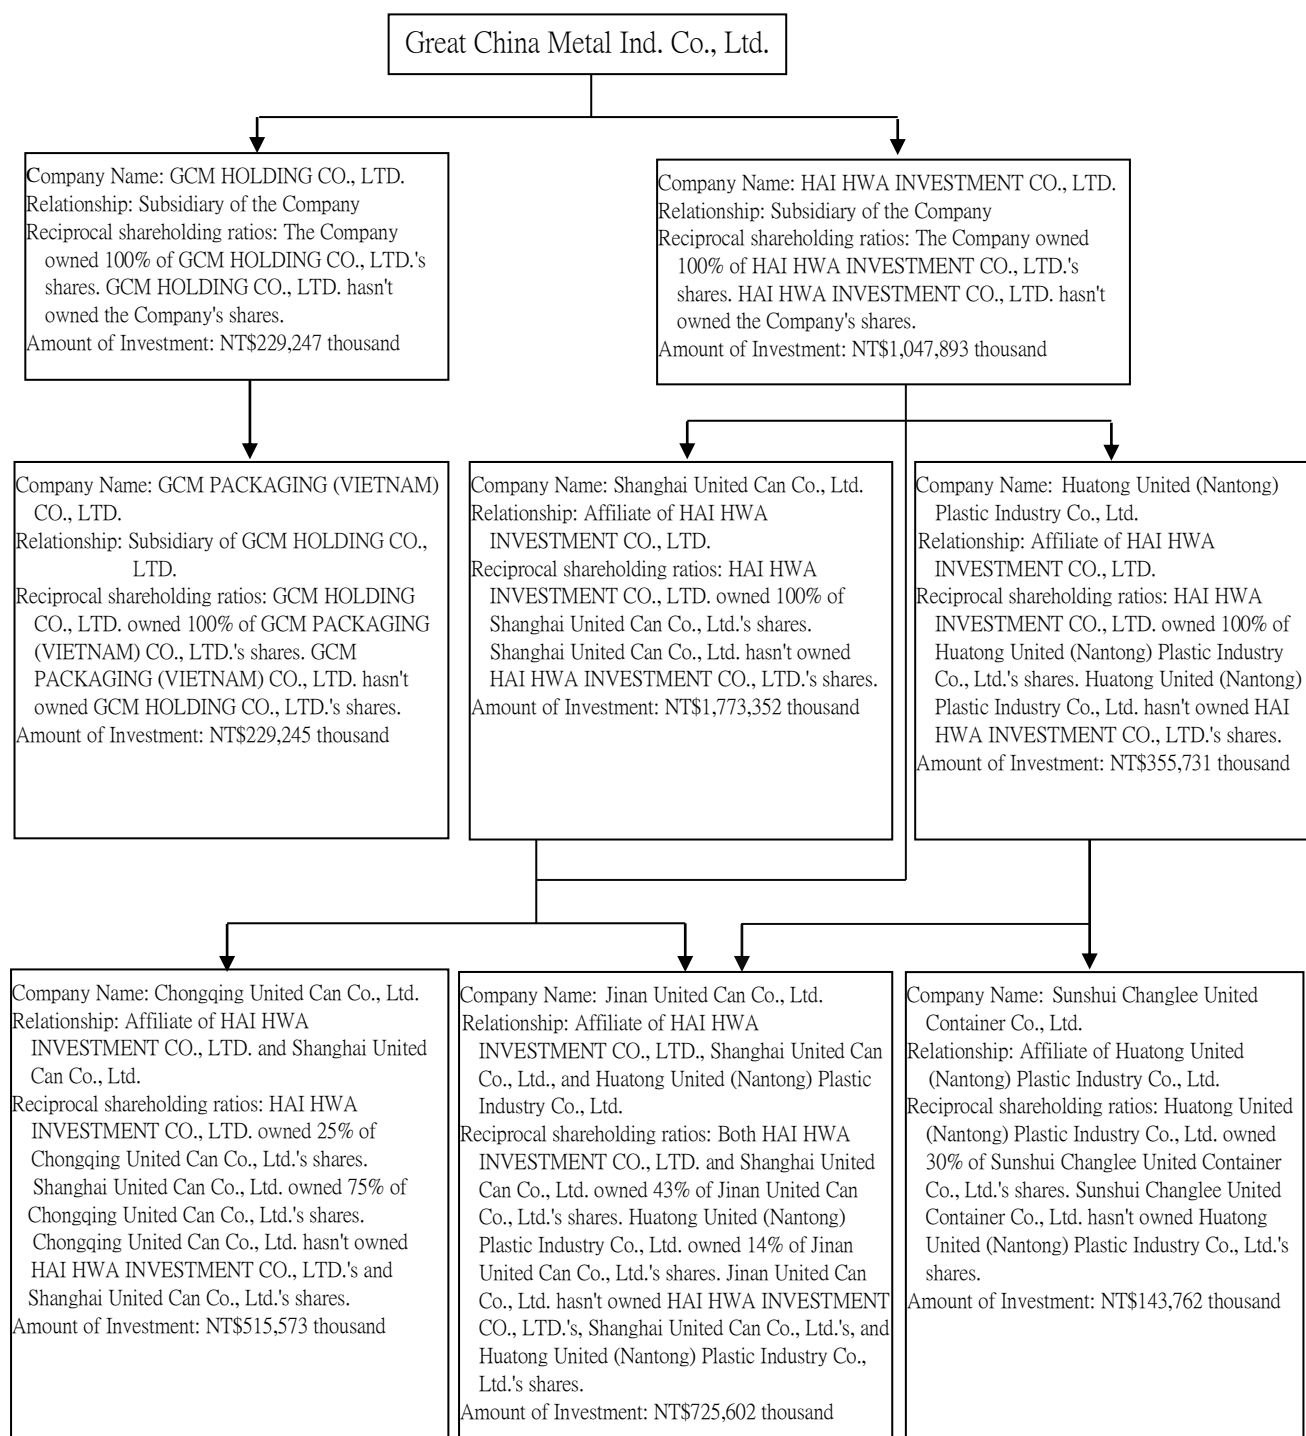 Great China Metal Ind. Co., Ltd.
Company Name: GCM HOLDING CO., LTD.
Relationship: Subsidiary of the Company
Reciprocal shareholding ratios: The Company
owned 100% of GCM HOLDING CO., LTD.'s
shares. GCM HOLDING CO., LTD. hasn't
owned the Company's shares.
Amount of Investment: NT$229,247 thousand
Company Name: HAI HWA INVESTMENT CO., LTD.
Relationship: Subsidiary of the Company
Reciprocal shareholding ratios: The Company owned
100% of HAI HWA INVESTMENT CO., LTD.'s
shares. HAI HWA INVESTMENT CO., LTD. hasn't
owned the Company's shares.
Amount of Investment: NT$1,047,893 thousand
Company Name: GCM PACKAGING (VIETNAM)
CO., LTD.
Relationship: Subsidiary of GCM HOLDING CO.,
LTD.
Reciprocal shareholding ratios: GCM HOLDING
CO., LTD. owned 100% of GCM PACKAGING
(VIETNAM) CO., LTD.'s shares. GCM
PACKAGING (VIETNAM) CO., LTD. hasn't
owned GCM HOLDING CO., LTD.'s shares.
Amount of Investment: NT$229,245 thousand
Company Name: Shanghai United Can Co., Ltd.
Relationship: Affiliate of HAI HWA
INVESTMENT CO., LTD.
Reciprocal shareholding ratios: HAI HWA
INVESTMENT CO., LTD. owned 100% of
Shanghai United Can Co., Ltd.'s shares.
Shanghai United Can Co., Ltd. hasn't owned
HAI HWA INVESTMENT CO., LTD.'s shares.
Amount of Investment: NT$1,773,352 thousand
Company Name: Huatong United (Nantong)
Plastic Industry Co., Ltd.
Relationship: Affiliate of HAI HWA
INVESTMENT CO., LTD.
Reciprocal shareholding ratios: HAI HWA
INVESTMENT CO., LTD. owned 100% of
Huatong United (Nantong) Plastic Industry
Co., Ltd.'s shares. Huatong United (Nantong)
Plastic Industry Co., Ltd. hasn't owned HAI
HWA INVESTMENT CO., LTD.'s shares.
Amount of Investment: NT$355,731 thousand
Company Name: Chongqing United Can Co., Ltd.
Relationship: Affiliate of HAI HWA
INVESTMENT CO., LTD. and Shanghai United
Can Co., Ltd.
Reciprocal shareholding ratios: HAI HWA
INVESTMENT CO., LTD. owned 25% of
Chongqing United Can Co., Ltd.'s shares.
Shanghai United Can Co., Ltd. owned 75% of
Chongqing United Can Co., Ltd.'s shares.
Chongqing United Can Co., Ltd. hasn't owned
HAI HWA INVESTMENT CO., LTD.'s and
Shanghai United Can Co., Ltd.'s shares.
Amount of Investment: NT$515,573 thousand
Company Name: Jinan United Can Co., Ltd.
Relationship: Affiliate of HAI HWA
INVESTMENT CO., LTD., Shanghai United Can
Co., Ltd., and Huatong United (Nantong) Plastic
Industry Co., Ltd.
Reciprocal shareholding ratios: Both HAI HWA
INVESTMENT CO., LTD. and Shanghai United
Can Co., Ltd. owned 43% of Jinan United Can
Co., Ltd.'s shares. Huatong United (Nantong)
Plastic Industry Co., Ltd. owned 14% of Jinan
United Can Co., Ltd.'s shares. Jinan United Can
Co., Ltd. hasn't owned HAI HWA INVESTMENT
CO., LTD.'s, Shanghai United Can Co., Ltd.'s, and
Huatong United (Nantong) Plastic Industry Co.,
Ltd.'s shares.
Amount of Investment: NT$725,602 thousand
Company Name: Sunshui Changlee United
Container Co., Ltd.
Relationship: Affiliate of Huatong United
(Nantong) Plastic Industry Co., Ltd.
Reciprocal shareholding ratios: Huatong United
(Nantong) Plastic Industry Co., Ltd. owned
30% of Sunshui Changlee United Container
Co., Ltd.'s shares. Sunshui Changlee United
Container Co., Ltd. hasn't owned Huatong
United (Nantong) Plastic Industry Co., Ltd.'s
shares.
Amount of Investment: NT$143,762 thousand